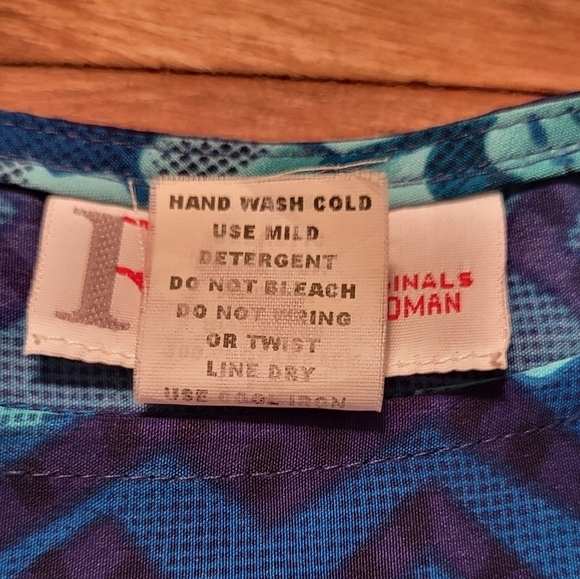 HAND WASH COLD
USE MILD
DETERGENT
DO NOT BLEACH
DO NOT WRING
OR TWIST
LINE DRY
USE COOL IRON
DINALS
OMAN